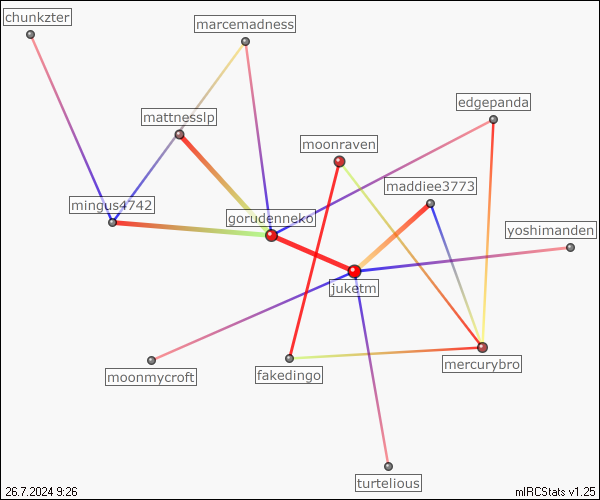 chunkzter
marcemadness
edgepanda
mattnesslp
moonraven
maddiee3773
mingus4742
gorudenneko
yoshimanden
juketm
mercurybro
fakedingo
moonmycroft
turtelious
26.7.2024 9:26
mIRCStats v1.25